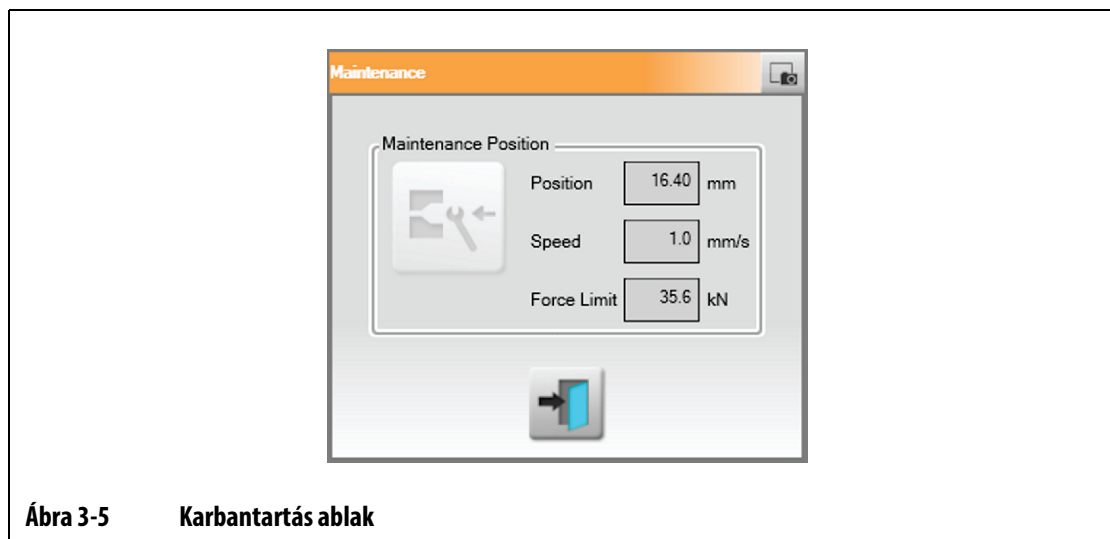 Maintenance
Maintenance Position
Position 16.40 mm
Speed 1.0 mm/s
Force Limit 35.6 kN
Ábra 3-5 Karbantartás ablak